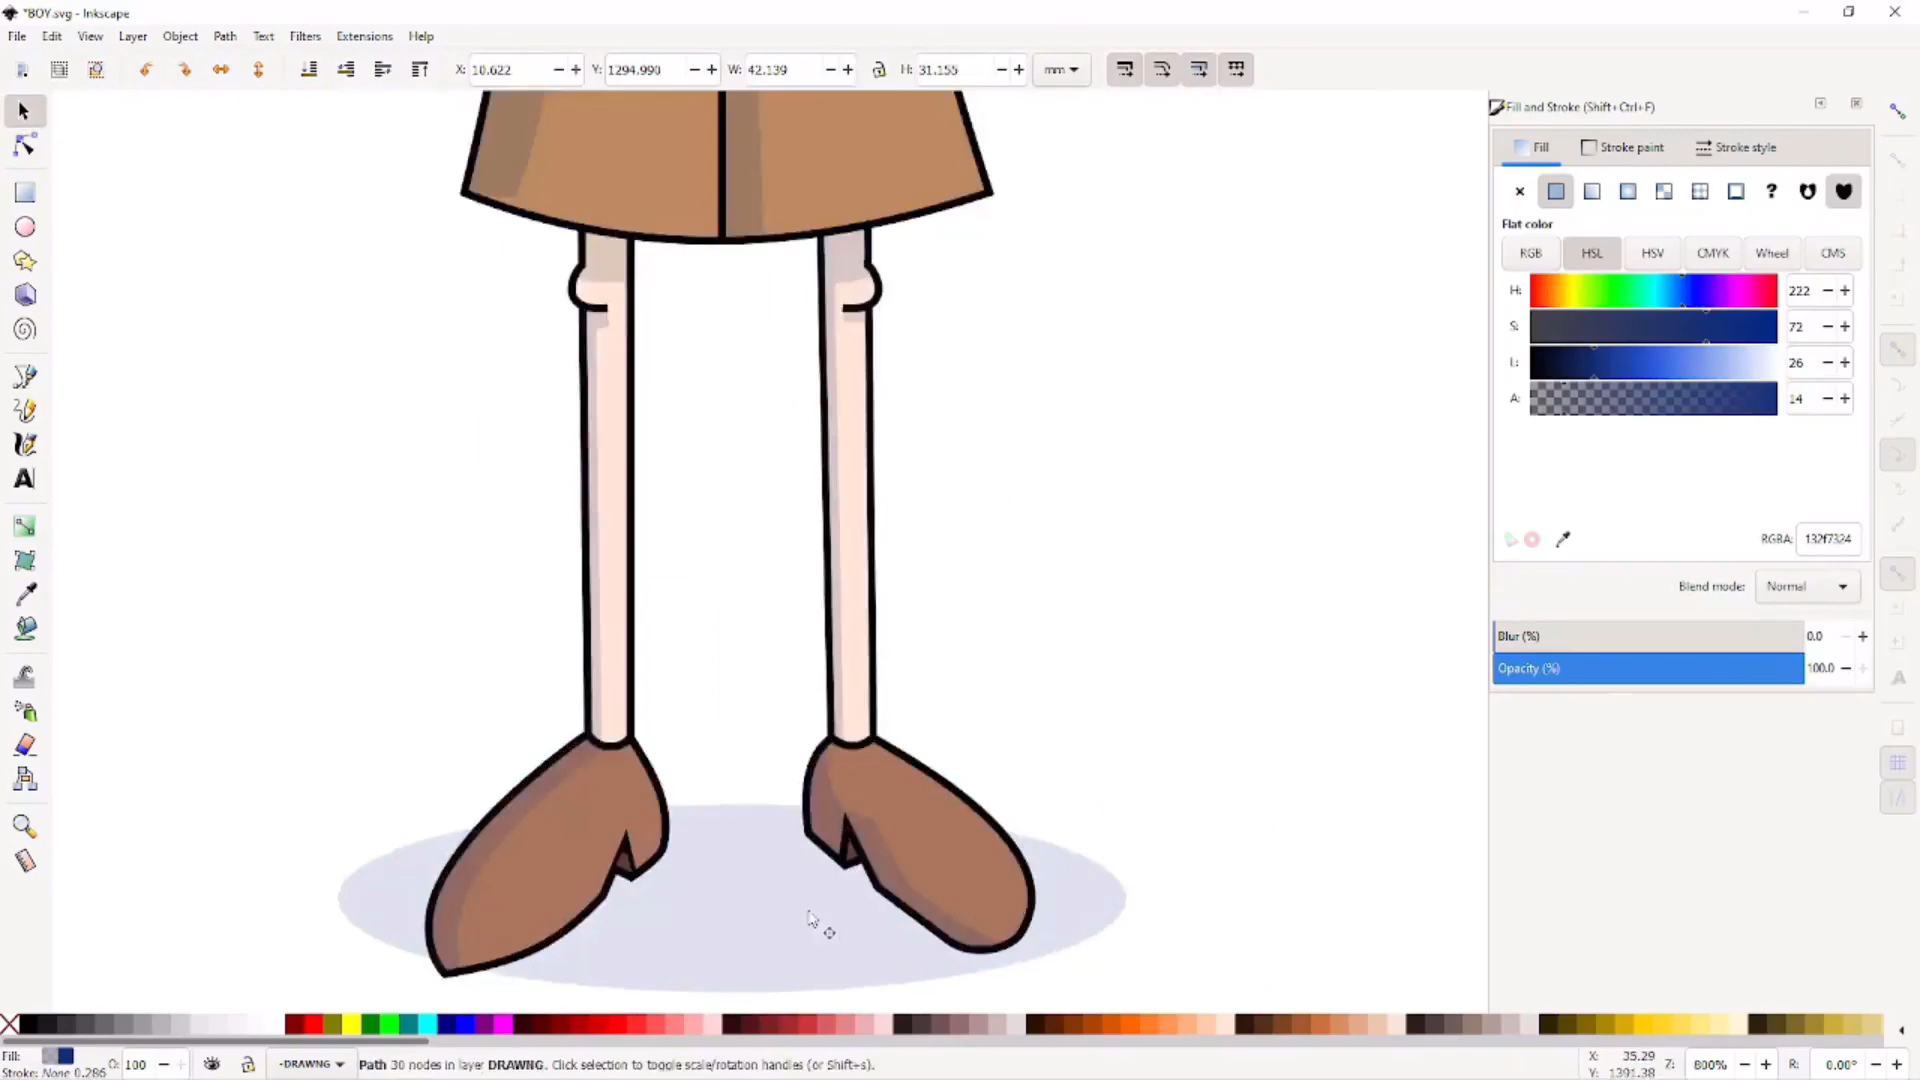 *BOY.svg - Inkscape
File Edit View Layer Object Path Text Filters Extensions Help
X: 10.622 − + Y: 1294.990 − + W: 42.139 − + H: 31.155 − + mm
Fill and Stroke (Shift+Ctrl+F)
Fill Stroke paint Stroke style
Flat color
RGB HSL HSV CMYK Wheel CMS
H: 222 − +
S: 72 − +
L: 26 − +
A: 14 − +
RGBA: 132f7324
Blend mode: Normal
Blur (%) 0.0 − +
Opacity (%) 100.0 − +
Fill: O: 100 − + -DRAWNG Path 30 nodes in layer DRAWNG. Click selection to toggle scale/rotation handles (or Shift+s). X: 35.29 Z: 800% − + R: 0.00° − +
Stroke: None 0.286 Y: 1391.38